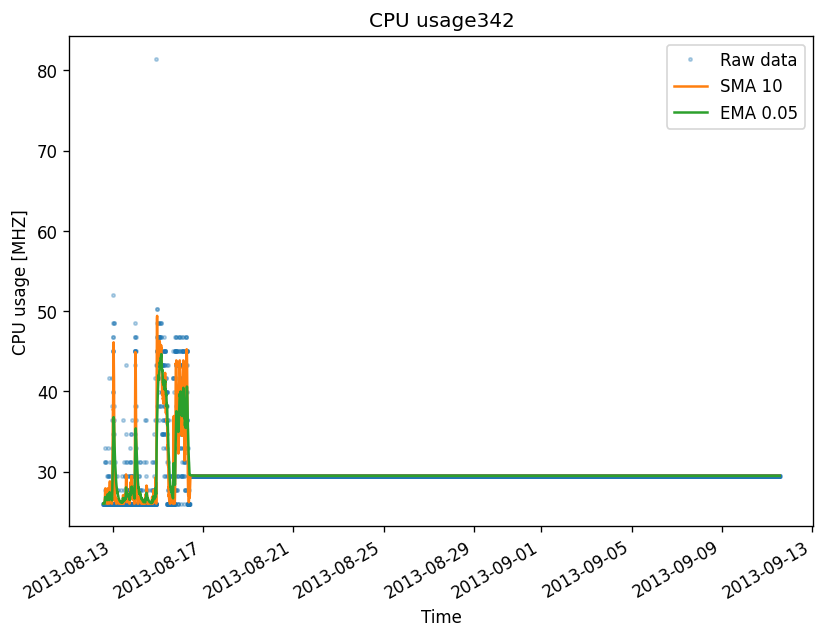 CPU usage342
Raw data
SMA 10
EMA 0.05
CPU usage [MHZ]
80
70
60
50
40
30
2013-08-13
2013-08-17
2013-08-21
2013-08-25
2013-08-29
2013-09-01
2013-09-05
2013-09-09
2013-09-13
Time